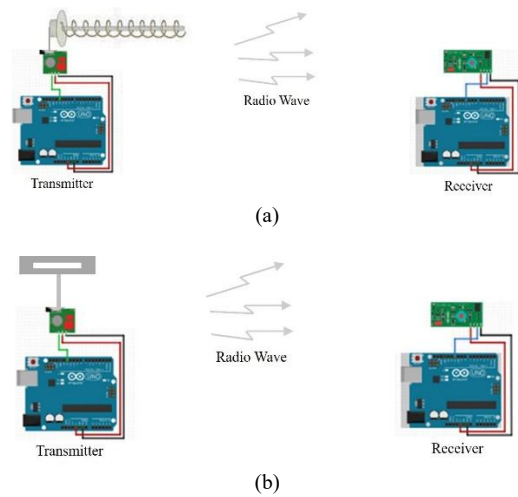 Radio Wave
Transmitter
Receiver
(a)
Radio Wave
Transmitter
Receiver
(b)